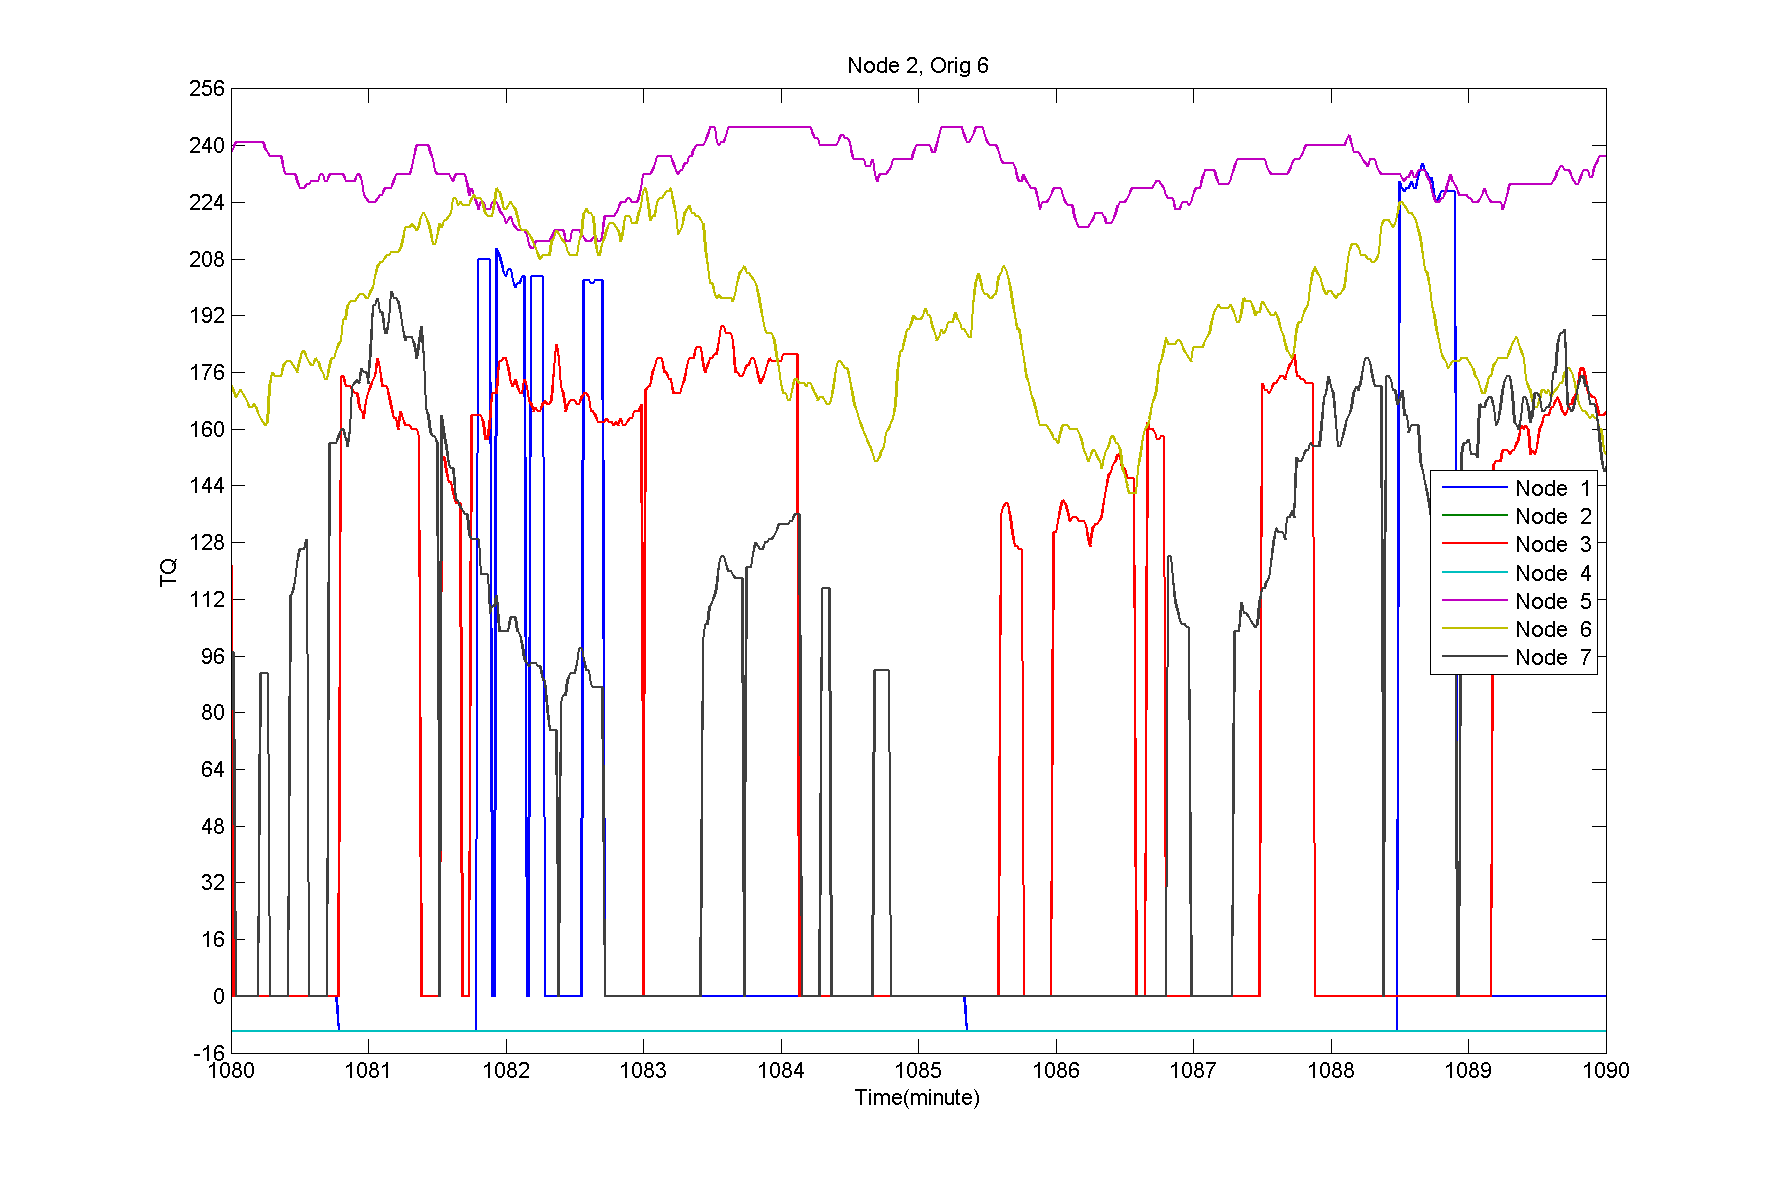 Node 2, Orig 6
256
240
224
208
192
176
160
144
128
112
96
80
64
48
32
16
0
-16
TQ
Node 1
Node 2
Node 3
Node 4
Node 5
Node 6
Node 7
1080 1081 1082 1083 1084 1085 1086 1087 1088 1089 1090
Time(minute)